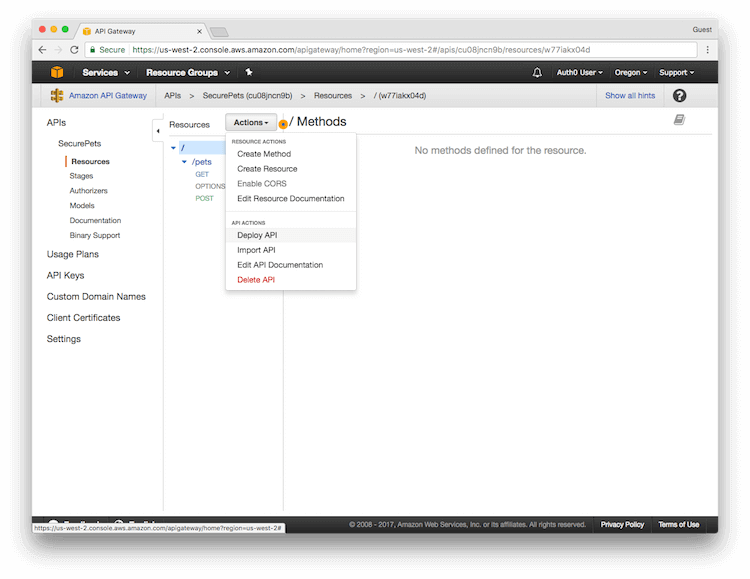 API Gateway
Guest
Secure https://us-west-2.console.aws.amazon.com/apigateway/home?region=us-west-2#/apis/cu08jncn9b/resources/w77iakx04d
Services Resource Groups Auth0 User Oregon Support
Amazon API Gateway APIs > SecurePets (cu08jncn9b) > Resources > / (w77iakx04d) Show all hints ?
APIs
SecurePets
Resources
Stages
Authorizers
Models
Documentation
Binary Support
Usage Plans
API Keys
Custom Domain Names
Client Certificates
Settings
Resources
/
/pets
GET
OPTIONS
POST
Actions
RESOURCE ACTIONS
Create Method
Create Resource
Enable CORS
Edit Resource Documentation
API ACTIONS
Deploy API
Import API
Edit API Documentation
Delete API
/ Methods
No methods defined for the resource.
https://us-west-2.console.aws.amazon.com/apigateway/home?region=us-west-2#
© 2008 - 2017, Amazon Web Services, Inc. or its affiliates. All rights reserved. Privacy Policy Terms of Use